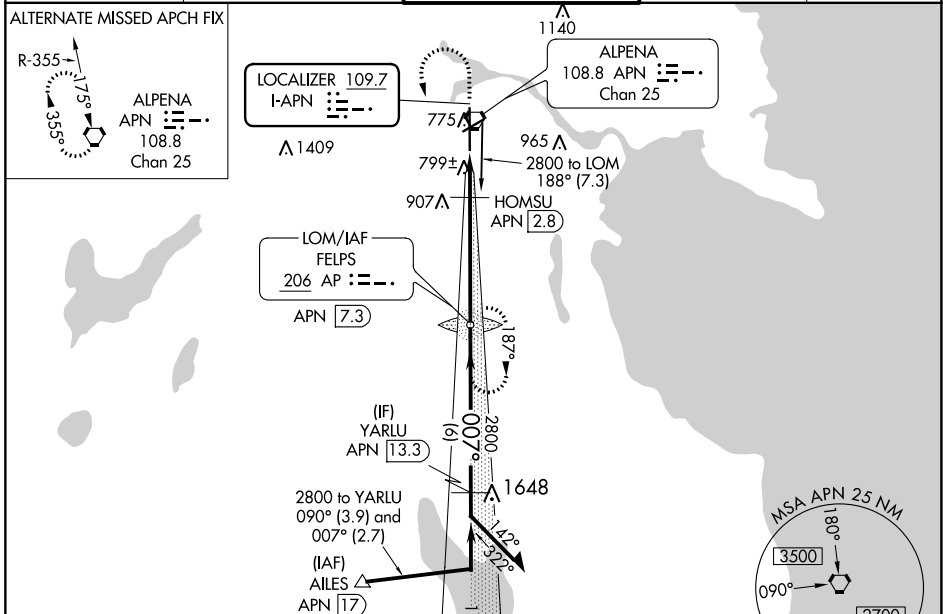 ALTERNATE MISSED APCH FIX
R-355
175°
355°
ALPENA
APN
108.8
Chan 25
1140
LOCALIZER 109.7
I-APN
ALPENA
108.8 APN
Chan 25
775
965
1409
799±
2800 to LOM
188° (7.3)
907
HOMSU
APN 2.8
LOM/IAF
FELPS
206 AP
APN 7.3
187°
(IF)
YARLU
APN 13.3
2800
007°
(6)
1648
2800 to YARLU
090° (3.9) and
007° (2.7)
142°
322°
(IAF)
AILES
APN 17
MSA APN 25 NM
180°
3500
090°
2700